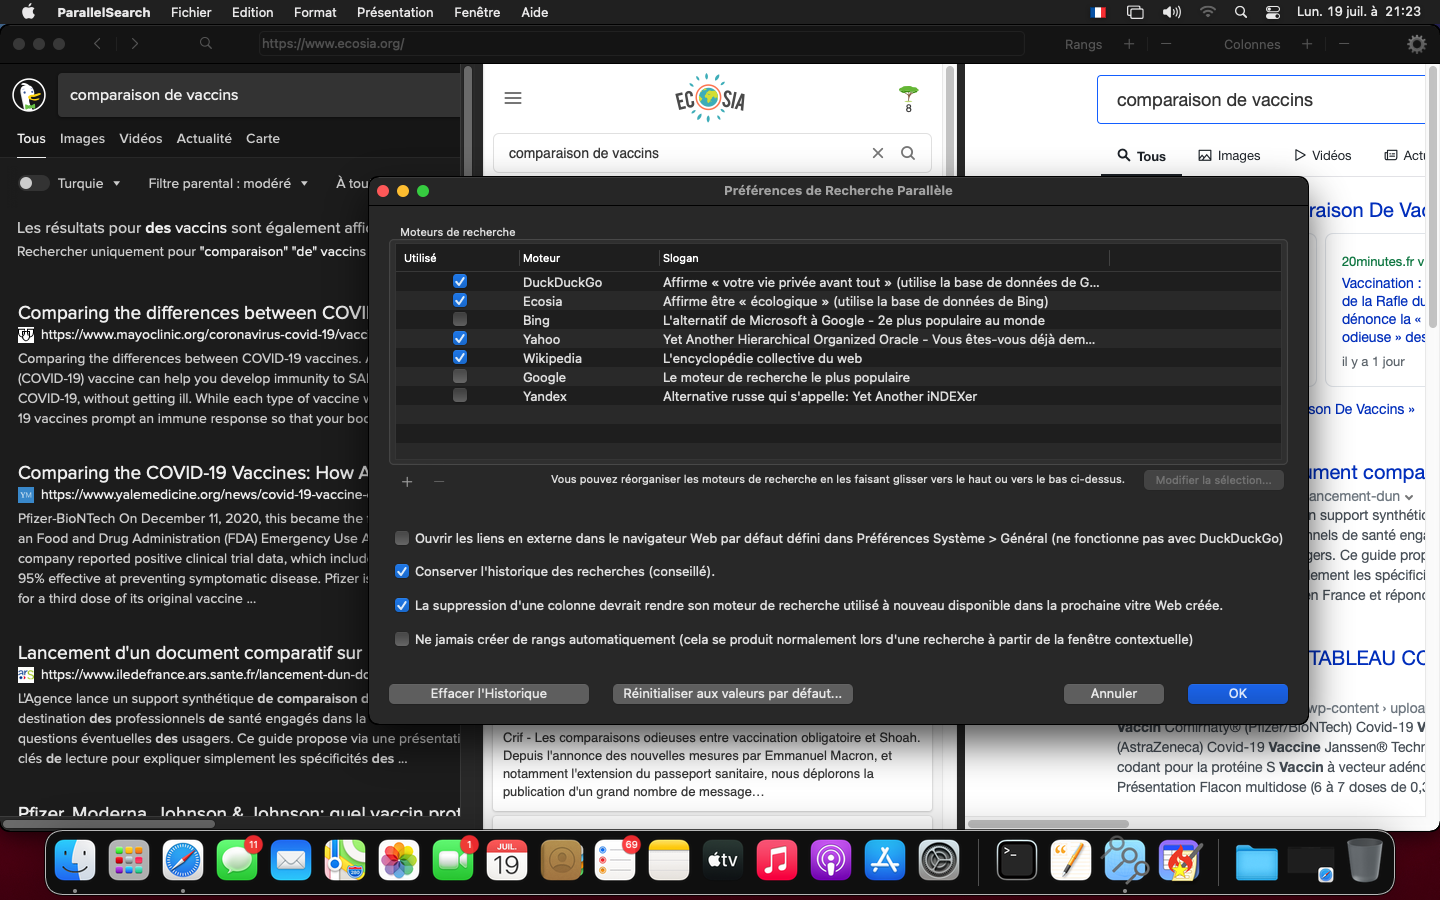 ParallelSearch Fichier Edition Format Présentation Fenêtre Aide Lun. 19 juil. à 21:23
https://www.ecosia.org/ Rangs + − Colonnes + −
comparaison de vaccins
Tous Images Vidéos Actualité Carte
Turquie Filtre parental : modéré À tou
Les résultats pour des vaccins sont également affic
Rechercher uniquement pour "comparaison" "de" vaccins
Comparing the differences between COVI
https://www.mayoclinic.org/coronavirus-covid-19/vacc
Comparing the differences between COVID-19 vaccines. A
(COVID-19) vaccine can help you develop immunity to SAI
COVID-19, without getting ill. While each type of vaccine w
19 vaccines prompt an immune response so that your boo
Comparing the COVID-19 Vaccines: How A
YM https://www.yalemedicine.org/news/covid-19-vaccine-
Pfizer-BioNTech On December 11, 2020, this became the
an Food and Drug Administration (FDA) Emergency Use A
company reported positive clinical trial data, which include
95% effective at preventing symptomatic disease. Pfizer is
for a third dose of its original vaccine ...
Lancement d'un document comparatif sur
ars https://www.iledefrance.ars.sante.fr/lancement-dun-do
L'Agence lance un support synthétique de comparaison d
destination des professionnels de santé engagés dans la
questions éventuelles des usagers. Ce guide propose via une présentati
clés de lecture pour expliquer simplement les spécificités des ...
Pfizer, Moderna, Johnson & Johnson: quel vaccin prot
ECOSIA
8
comparaison de vaccins
Crif - Les comparaisons odieuses entre vaccination obligatoire et Shoah.
Depuis l'annonce des nouvelles mesures par Emmanuel Macron, et
notamment l'extension du passeport sanitaire, nous déplorons la
publication d'un grand nombre de message...
comparaison de vaccins
Tous Images Vidéos Actu
raison De Vac
20minutes.fr v
Vaccination :
de la Rafle du
dénonce la «
odieuse » des
il y a 1 jour
son De Vaccins »
ument compa
ancement-dun
n support synthétic
nnels de santé enga
gers. Ce guide prop
lement les spécifici
n France et répond
TABLEAU CO
wp-content › uploa
Vaccin Comirnaty® (Pfizer/BioNTech) Covid-19 V
(AstraZeneca) Covid-19 Vaccine Janssen® Techn
codant pour la protéine S Vaccin à vecteur adéno
Présentation Flacon multidose (6 à 7 doses de 0,3
Préférences de Recherche Parallèle
Moteurs de recherche
Utilisé Moteur Slogan
DuckDuckGo Affirme « votre vie privée avant tout » (utilise la base de données de G...
Ecosia Affirme être « écologique » (utilise la base de données de Bing)
Bing L'alternatif de Microsoft à Google - 2e plus populaire au monde
Yahoo Yet Another Hierarchical Organized Oracle - Vous êtes-vous déjà dem...
Wikipedia L'encyclopédie collective du web
Google Le moteur de recherche le plus populaire
Yandex Alternative russe qui s'appelle: Yet Another iNDEXer
+ − Vous pouvez réorganiser les moteurs de recherche en les faisant glisser vers le haut ou vers le bas ci-dessus. Modifier la sélection...
Ouvrir les liens en externe dans le navigateur Web par défaut défini dans Préférences Système > Général (ne fonctionne pas avec DuckDuckGo)
Conserver l'historique des recherches (conseillé).
La suppression d'une colonne devrait rendre son moteur de recherche utilisé à nouveau disponible dans la prochaine vitre Web créée.
Ne jamais créer de rangs automatiquement (cela se produit normalement lors d'une recherche à partir de la fenêtre contextuelle)
Effacer l'Historique Réinitialiser aux valeurs par défaut... Annuler OK
11 1 JUIL. 19 69 tv